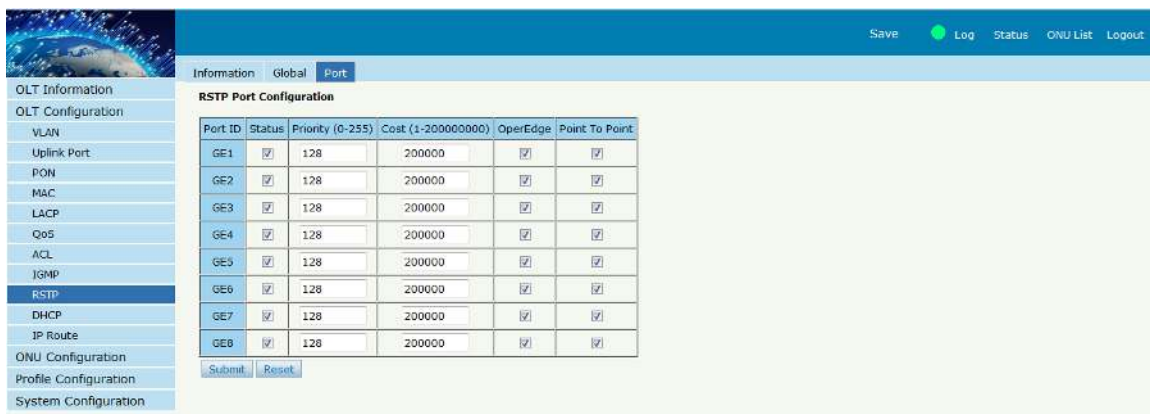 Save Log Status ONU List Logout
Information Global Port
OLT Information
OLT Configuration
VLAN
Uplink Port
PON
MAC
LACP
QoS
ACL
IGMP
RSTP
DHCP
IP Route
ONU Configuration
Profile Configuration
System Configuration
RSTP Port Configuration
Port ID Status Priority (0-255) Cost (1-200000000) OperEdge Point To Point
GE1 128 200000
GE2 128 200000
GE3 128 200000
GE4 128 200000
GE5 128 200000
GE6 128 200000
GE7 128 200000
GE8 128 200000
Submit Reset